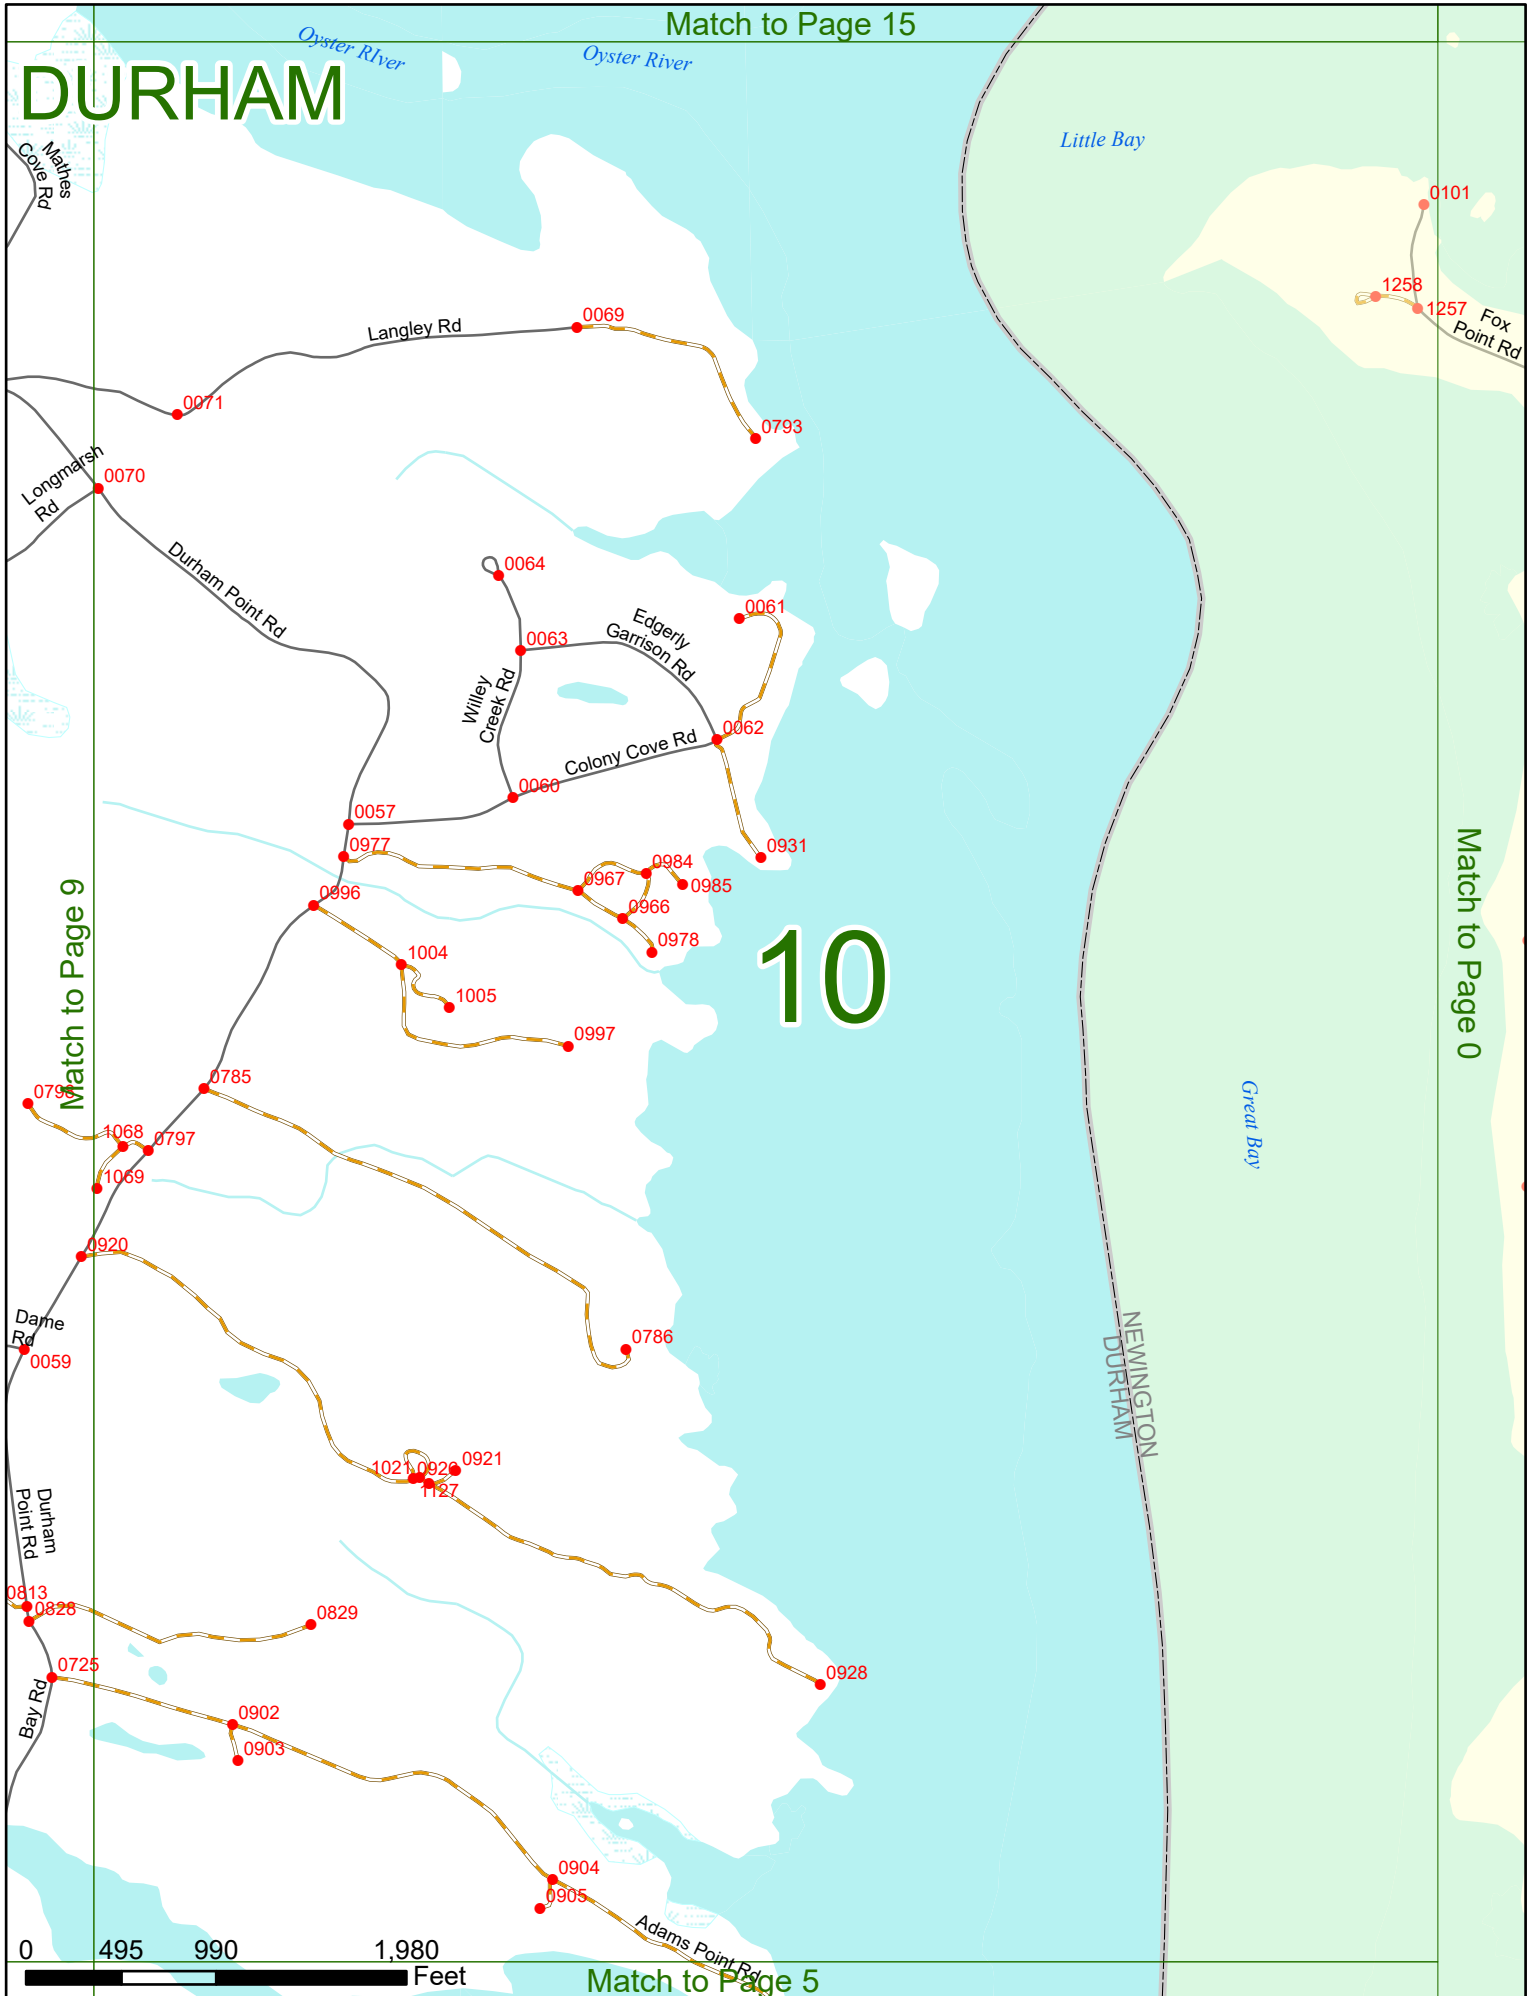 Match to Page 15
Oyster RIver
Oyster River
DURHAM
Little Bay
Mathes
Cove Rd
0101
1258
1257
Fox
Point Rd
0069
Langley Rd
0071
0793
Longmarsh
Rd
0070
Durham Point Rd
0064
0061
Edgerly
Garrison Rd
0063
Willey
Creek Rd
0062
Colony Cove Rd
0060
0057
0977
0931
0984
0985
0967
0966
0996
0978
Match to Page 9
Match to Page 0
10
1004
1005
0997
0785
0798
1068
0797
1069
Great Bay
0920
Dame
Rd
0059
0786
NEWINGTON
DURHAM
1021
0926
0921
1127
Durham
Point Rd
0813
0828
0829
0725
0928
Bay Rd
0902
0903
0904
0905
Adams Point Rd
0 495 990 1,980
Feet
Match to Page 5